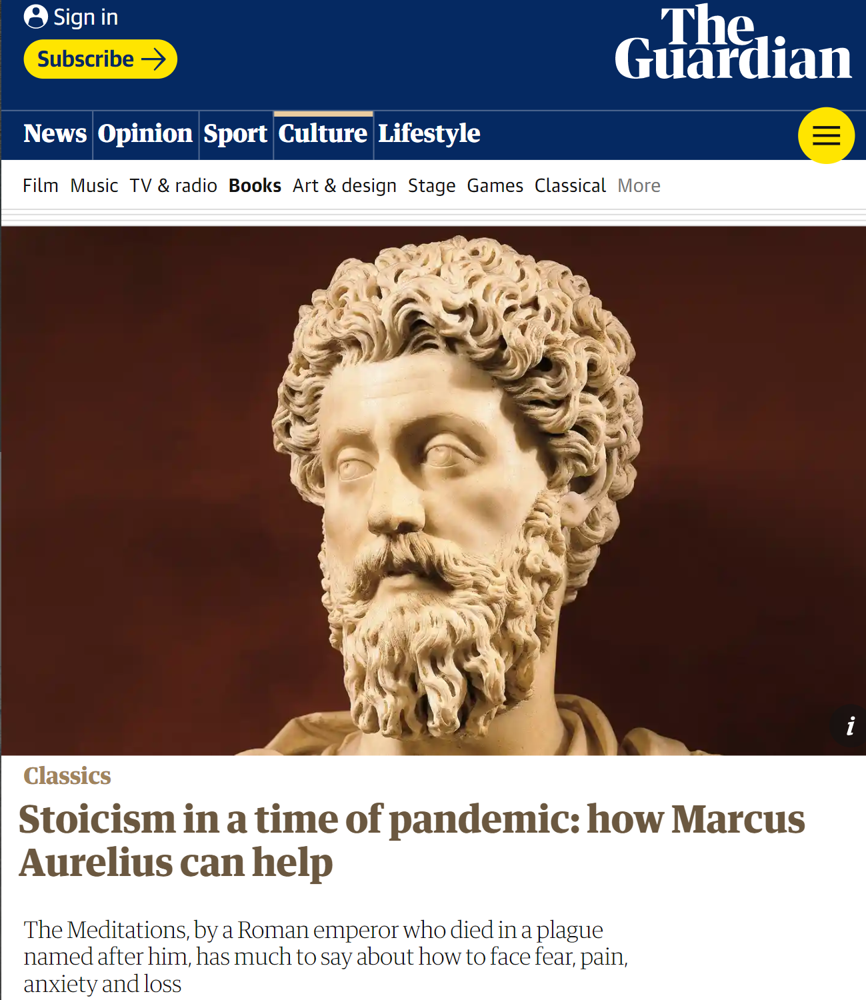 Sign in
Subscribe
The
Guardian
News Opinion Sport Culture Lifestyle
Film Music TV & radio Books Art & design Stage Games Classical More
i
Classics
Stoicism in a time of pandemic: how Marcus
Aurelius can help
The Meditations, by a Roman emperor who died in a plague
named after him, has much to say about how to face fear, pain,
anxiety and loss